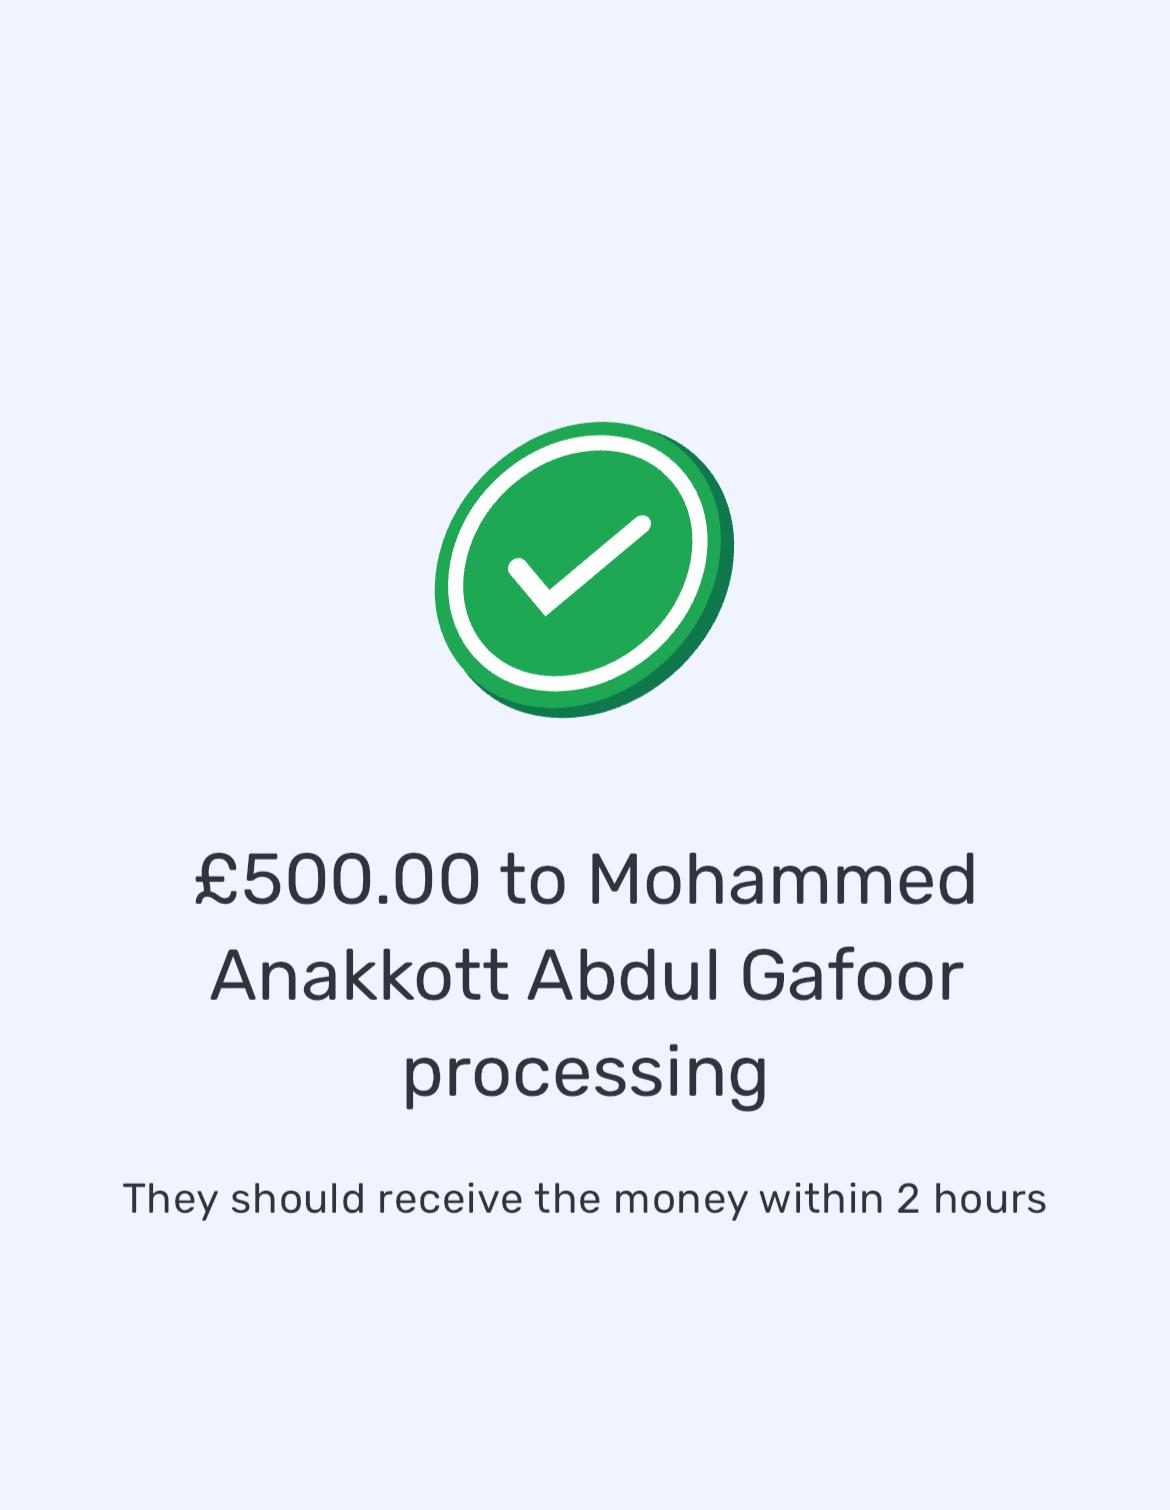 £500.00 to Mohammed
Anakkott Abdul Gafoor
processing
They should receive the money within 2 hours